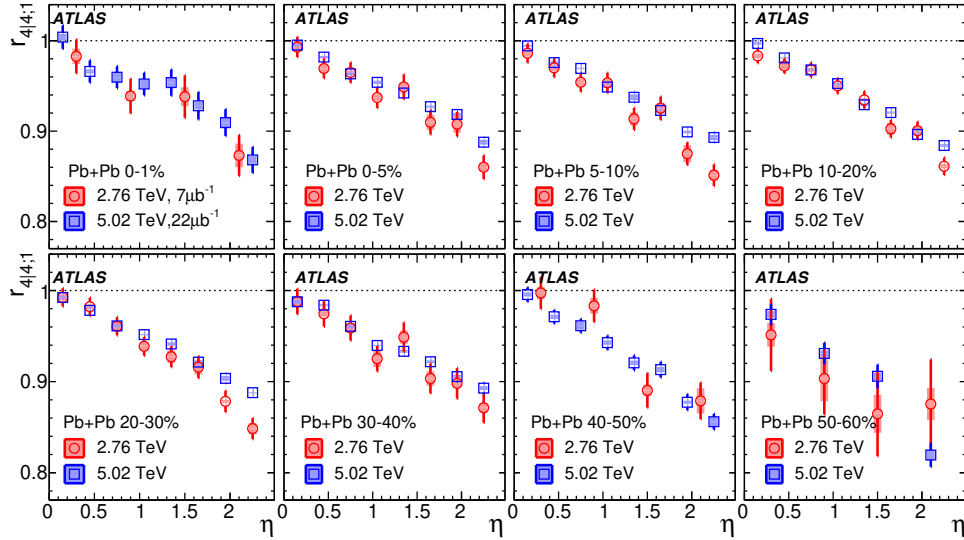 r4|4;1
1
0.9
0.8
ATLAS
Pb+Pb 0-1%
2.76 TeV, 7μb-1
5.02 TeV,22μb-1
ATLAS
Pb+Pb 0-5%
2.76 TeV
5.02 TeV
ATLAS
Pb+Pb 5-10%
2.76 TeV
5.02 TeV
ATLAS
Pb+Pb 10-20%
2.76 TeV
5.02 TeV
r4|4;1
1
0.9
0.8
ATLAS
Pb+Pb 20-30%
2.76 TeV
5.02 TeV
ATLAS
Pb+Pb 30-40%
2.76 TeV
5.02 TeV
ATLAS
Pb+Pb 40-50%
2.76 TeV
5.02 TeV
ATLAS
Pb+Pb 50-60%
2.76 TeV
5.02 TeV
0 0.5 1 1.5 2 0 0.5 1 1.5 2 0 0.5 1 1.5 2 0 0.5 1 1.5 2
η η η η